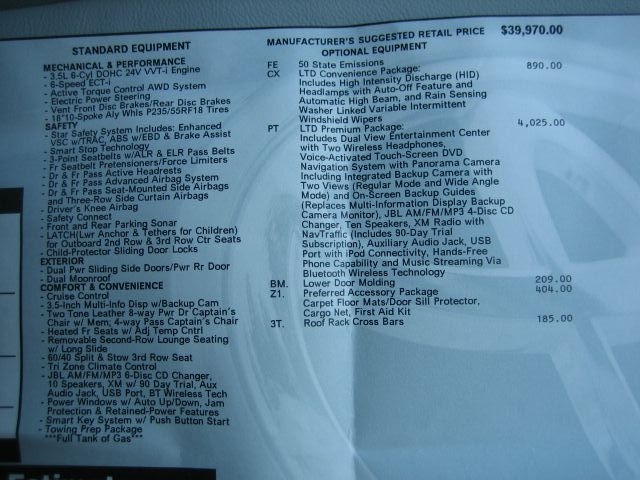 STANDARD EQUIPMENT
MECHANICAL & PERFORMANCE
- 3.5L 6-Cyl DOHC 24V VVT-i Engine
- 6-Speed ECT-i
- Active Torque Control AWD System
- Electric Power Steering
- Vent Front Disc Brakes/Rear Disc Brakes
- 18"10-Spoke Aly Whls P235/55RF18 Tires
SAFETY
- Star Safety System Includes: Enhanced
VSC w/TRAC, ABS w/EBD & Brake Assist
- Smart Stop Technology
- 3-Point Seatbelts w/ALR & ELR Pass Belts
- Fr Seatbelt Pretensioners/Force Limiters
- Dr & Fr Pass Active Headrests
- Dr & Fr Pass Advanced Airbag System
- Dr & Fr Pass Seat-Mounted Side Airbags
and Three-Row Side Curtain Airbags
- Driver's Knee Airbag
- Safety Connect
- Front and Rear Parking Sonar
- LATCH(Lwr Anchor & Tethers for Children)
for Outboard 2nd Row & 3rd Row Ctr Seats
- Child-Protector Sliding Door Locks
EXTERIOR
- Dual Pwr Sliding Side Doors/Pwr Rr Door
- Dual Moonroof
COMFORT & CONVENIENCE
- Cruise Control
- 3.5-Inch Multi-Info Disp w/Backup Cam
- Two Tone Leather 8-way Pwr Dr Captain's
Chair w/ Mem; 4-way Pass Captain's Chair
- Heated Fr Seats w/ Adj Temp Cntrl
- Removable Second-Row Lounge Seating
w/ Long Slide
- 60/40 Split & Stow 3rd Row Seat
- Tri Zone Climate Control
- JBL AM/FM/MP3 6-Disc CD Changer,
10 Speakers, XM w/ 90 Day Trial, Aux
Audio Jack, USB Port, BT Wireless Tech
- Power Windows w/ Auto Up/Down, Jam
Protection & Retained-Power Features
- Smart Key System w/ Push Button Start
- Towing Prep Package
***Full Tank of Gas***
MANUFACTURER'S SUGGESTED RETAIL PRICE $39,970.00
OPTIONAL EQUIPMENT
FE 50 State Emissions
CX LTD Convenience Package: 890.00
Includes High Intensity Discharge (HID)
Headlamps with Auto-Off Feature and
Automatic High Beam, and Rain Sensing
Washer Linked Variable Intermittent
Windshield Wipers
PT LTD Premium Package: 4,025.00
Includes Dual View Entertainment Center
with Two Wireless Headphones,
Voice-Activated Touch-Screen DVD
Navigation System with Panorama Camera
Including Integrated Backup Camera with
Two Views (Regular Mode and Wide Angle
Mode) and On-Screen Backup Guides
(Replaces Multi-Information Display Backup
Camera Monitor), JBL AM/FM/MP3 4-Disc CD
Changer, Ten Speakers, XM Radio with
NavTraffic (Includes 90-Day Trial
Subscription), Auxiliary Audio Jack, USB
Port with iPod Connectivity, Hands-Free
Phone Capability and Music Streaming Via
Bluetooth Wireless Technology
BM. Lower Door Molding 209.00
Z1. Preferred Accessory Package 404.00
Carpet Floor Mats/Door Sill Protector,
Cargo Net, First Aid Kit
3T. Roof Rack Cross Bars 185.00